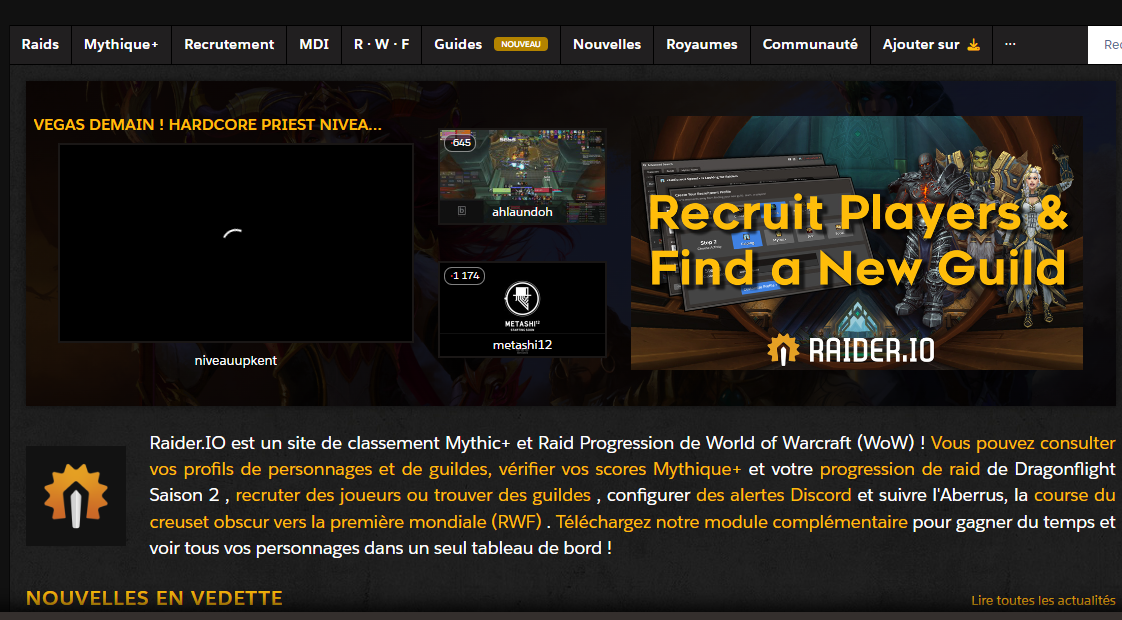 Raids Mythique+ Recrutement MDI R · W · F Guides NOUVEAU Nouvelles Royaumes Communauté Ajouter sur ··· Rec
VEGAS DEMAIN ! HARDCORE PRIEST NIVEA...
645
ahlaundoh
1 174
METASHI12
metashi12
niveauupkent
Recruit Players &
Find a New Guild
RAIDER.IO
Raider.IO est un site de classement Mythic+ et Raid Progression de World of Warcraft (WoW) ! Vous pouvez consulter
vos profils de personnages et de guildes, vérifier vos scores Mythique+ et votre progression de raid de Dragonflight
Saison 2 , recruter des joueurs ou trouver des guildes , configurer des alertes Discord et suivre l'Aberrus, la course du
creuset obscur vers la première mondiale (RWF) . Téléchargez notre module complémentaire pour gagner du temps et
voir tous vos personnages dans un seul tableau de bord !
NOUVELLES EN VEDETTE
Lire toutes les actualités